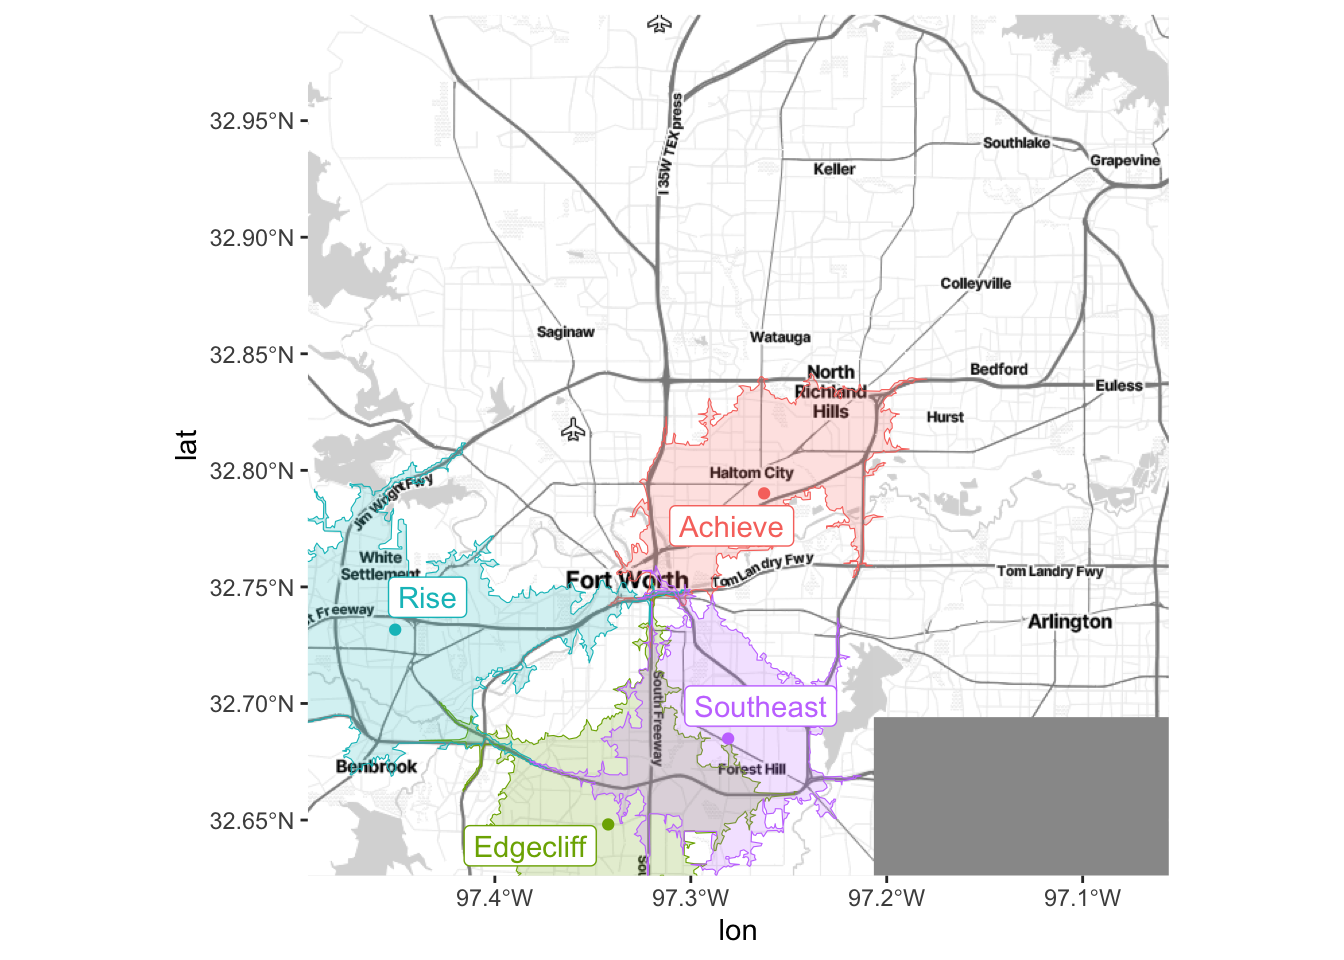 32.95°N
32.90°N
32.85°N
32.80°N
32.75°N
32.70°N
32.65°N
lat
I 35W TEXpress
Keller
Southlake
Grapevine
Colleyville
Saginaw
Watauga
North
Richland
Hills
Bedford
Euless
Hurst
Haltom City
Jim Wright Fwy
Achieve
White
Settlement
Fort Worth
Tom Landry Fwy
Tom Landry Fwy
Rise
t Freeway
Arlington
South Freeway
Southeast
Benbrook
Forest Hill
Edgecliff
Sou
97.4°W
97.3°W
97.2°W
97.1°W
lon